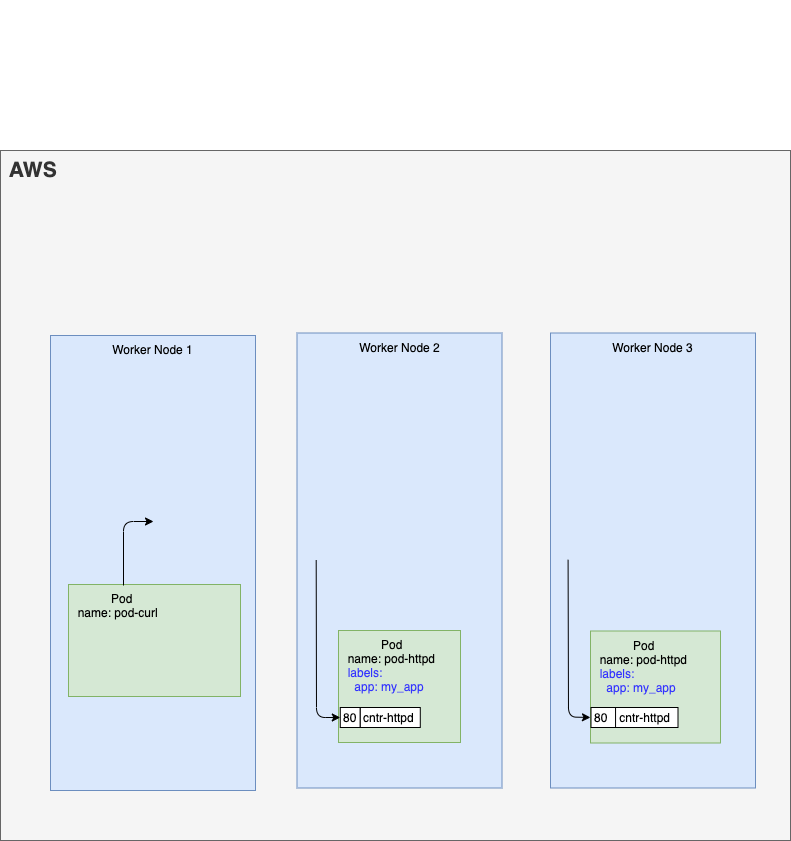 AWS
Worker Node 1
Worker Node 2
Worker Node 3
Pod
name: pod-curl
Pod
name: pod-httpd
labels:
app: my_app
80 cntr-httpd
Pod
name: pod-httpd
labels:
app: my_app
80 cntr-httpd